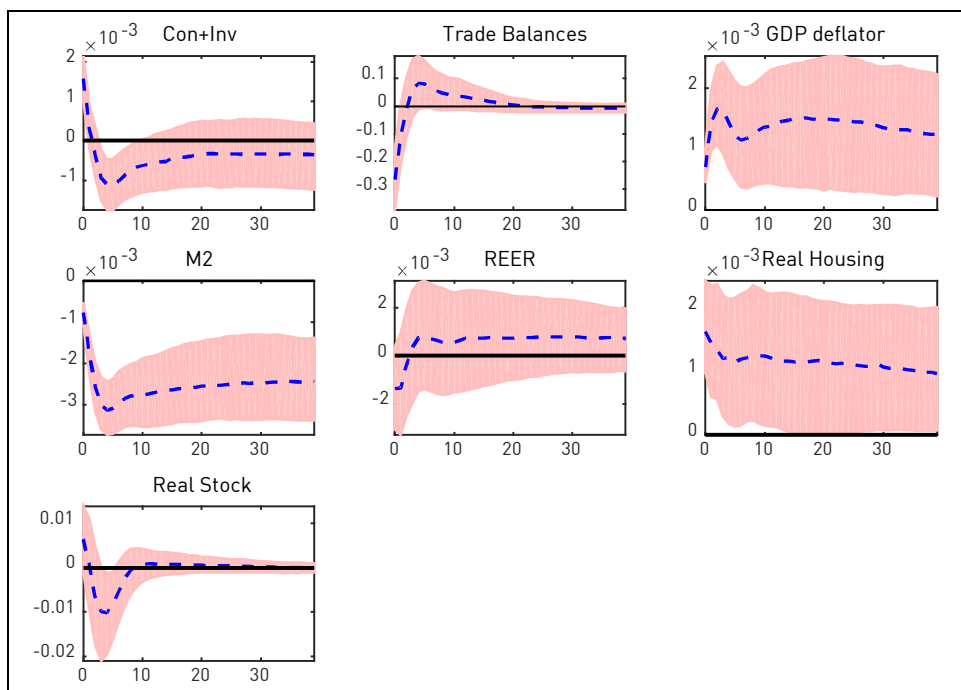 × 10⁻³ Con+Inv
2
1
0
-1
0 10 20 30
Trade Balances
0.1
0
-0.1
-0.2
-0.3
0 10 20 30
× 10⁻³ GDP deflator
2
1
0
0 10 20 30
× 10⁻³ M2
0
-1
-2
-3
0 10 20 30
× 10⁻³ REER
2
0
-2
0 10 20 30
× 10⁻³ Real Housing
2
1
0
0 10 20 30
Real Stock
0.01
0
-0.01
-0.02
0 10 20 30